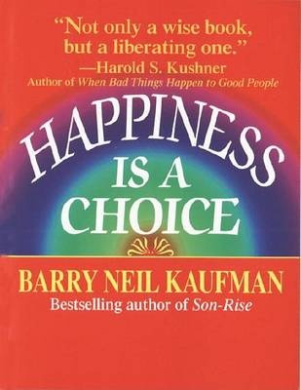 "Not only a wise book,
but a liberating one."
—Harold S. Kushner
Author of When Bad Things Happen to Good People
HAPPINESS
IS A
CHOICE
BARRY NEIL KAUFMAN
Bestselling author of Son-Rise